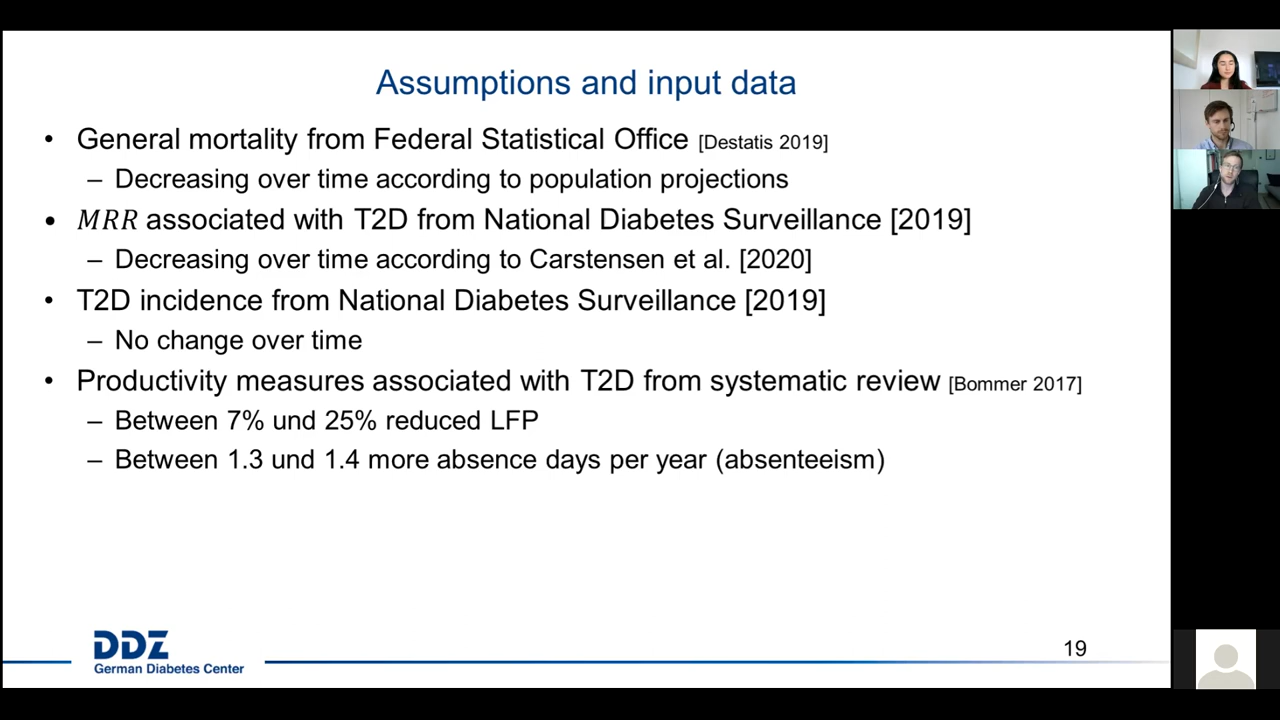 Assumptions and input data
• General mortality from Federal Statistical Office [Destatis 2019]
– Decreasing over time according to population projections
• MRR associated with T2D from National Diabetes Surveillance [2019]
– Decreasing over time according to Carstensen et al. [2020]
• T2D incidence from National Diabetes Surveillance [2019]
– No change over time
• Productivity measures associated with T2D from systematic review [Bommer 2017]
– Between 7% und 25% reduced LFP
– Between 1.3 und 1.4 more absence days per year (absenteeism)
DDZ
German Diabetes Center
19